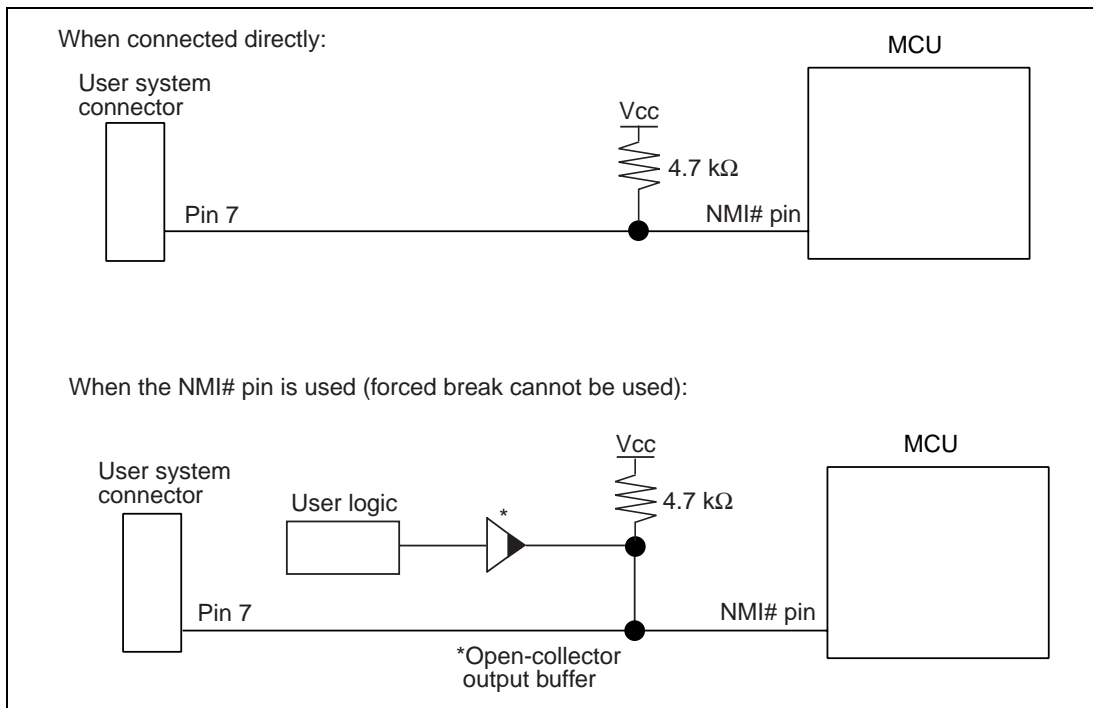 When connected directly:
MCU
User system
connector
Vcc
4.7 kΩ
Pin 7
NMI# pin
When the NMI# pin is used (forced break cannot be used):
MCU
User system
connector
Vcc
User logic
*
4.7 kΩ
Pin 7
NMI# pin
*Open-collector
output buffer